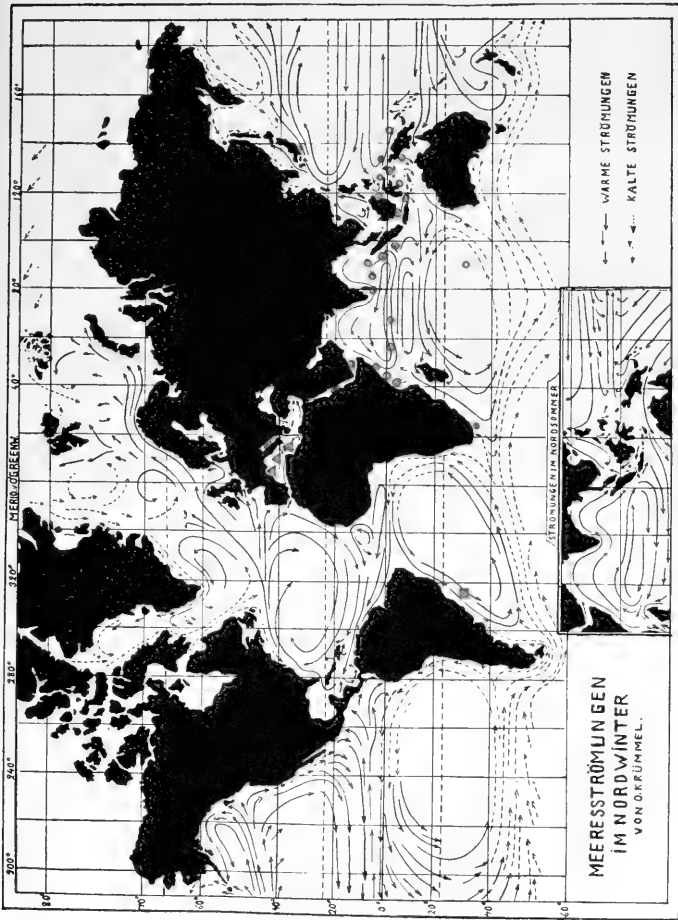 MERID. v. GREENW.
200°
240°
280°
320°
40°
80°
120°
160°
80
70
60
40
20
0
20
40
60
MEERESSTRÖMUNGEN
IM NORDWINTER
VON O. KRÜMMEL.
STRÖMUNGEN IM NORDSOMMER
WARME STRÖMUNGEN
KALTE STRÖMUNGEN